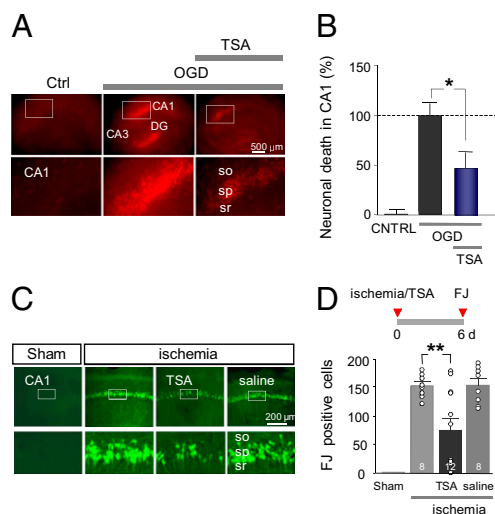 A
TSA
OGD
Ctrl
CA1
CA3
DG
500 µm
CA1
so
sp
sr
B
Neuronal death in CA1 (%)
150
100
50
0
*
CNTRL
OGD
TSA
C
Sham
ischemia
CA1
TSA
saline
200 µm
so
sp
sr
D
ischemia/TSA
FJ
0
6 d
**
FJ positive cells
200
150
100
50
0
8
12
8
Sham
TSA
saline
ischemia